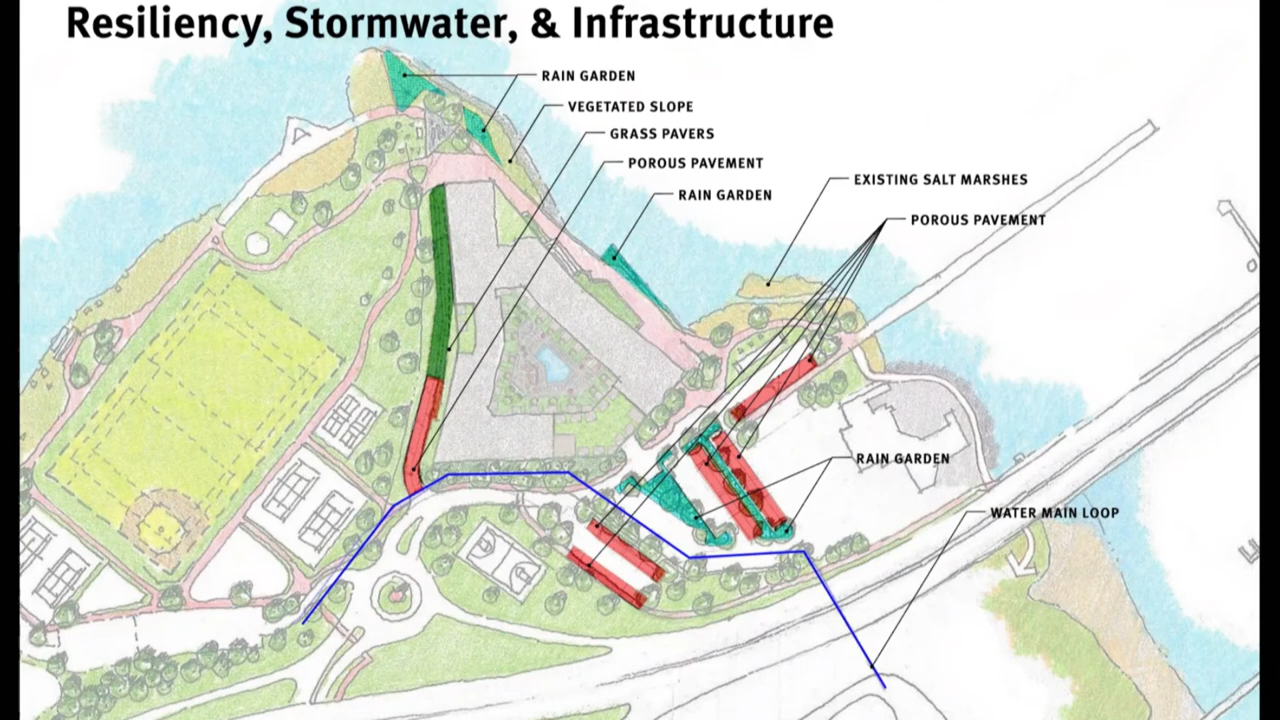 Resiliency, Stormwater, & Infrastructure
RAIN GARDEN
VEGETATED SLOPE
GRASS PAVERS
POROUS PAVEMENT
RAIN GARDEN
EXISTING SALT MARSHES
POROUS PAVEMENT
RAIN GARDEN
WATER MAIN LOOP